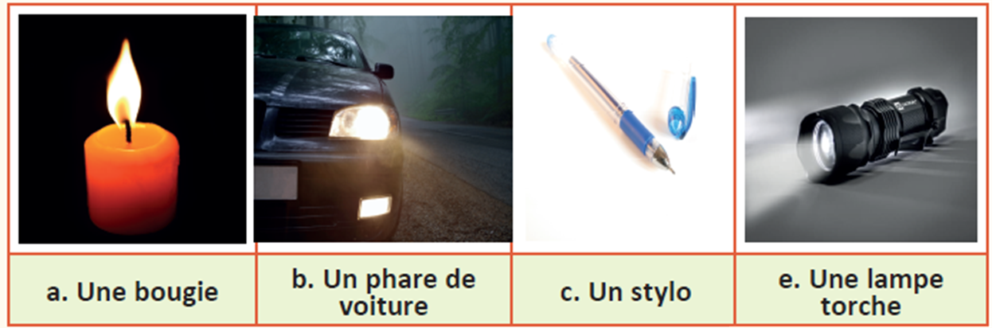 a. Une bougie
b. Un phare de
voiture
c. Un stylo
e. Une lampe
torche